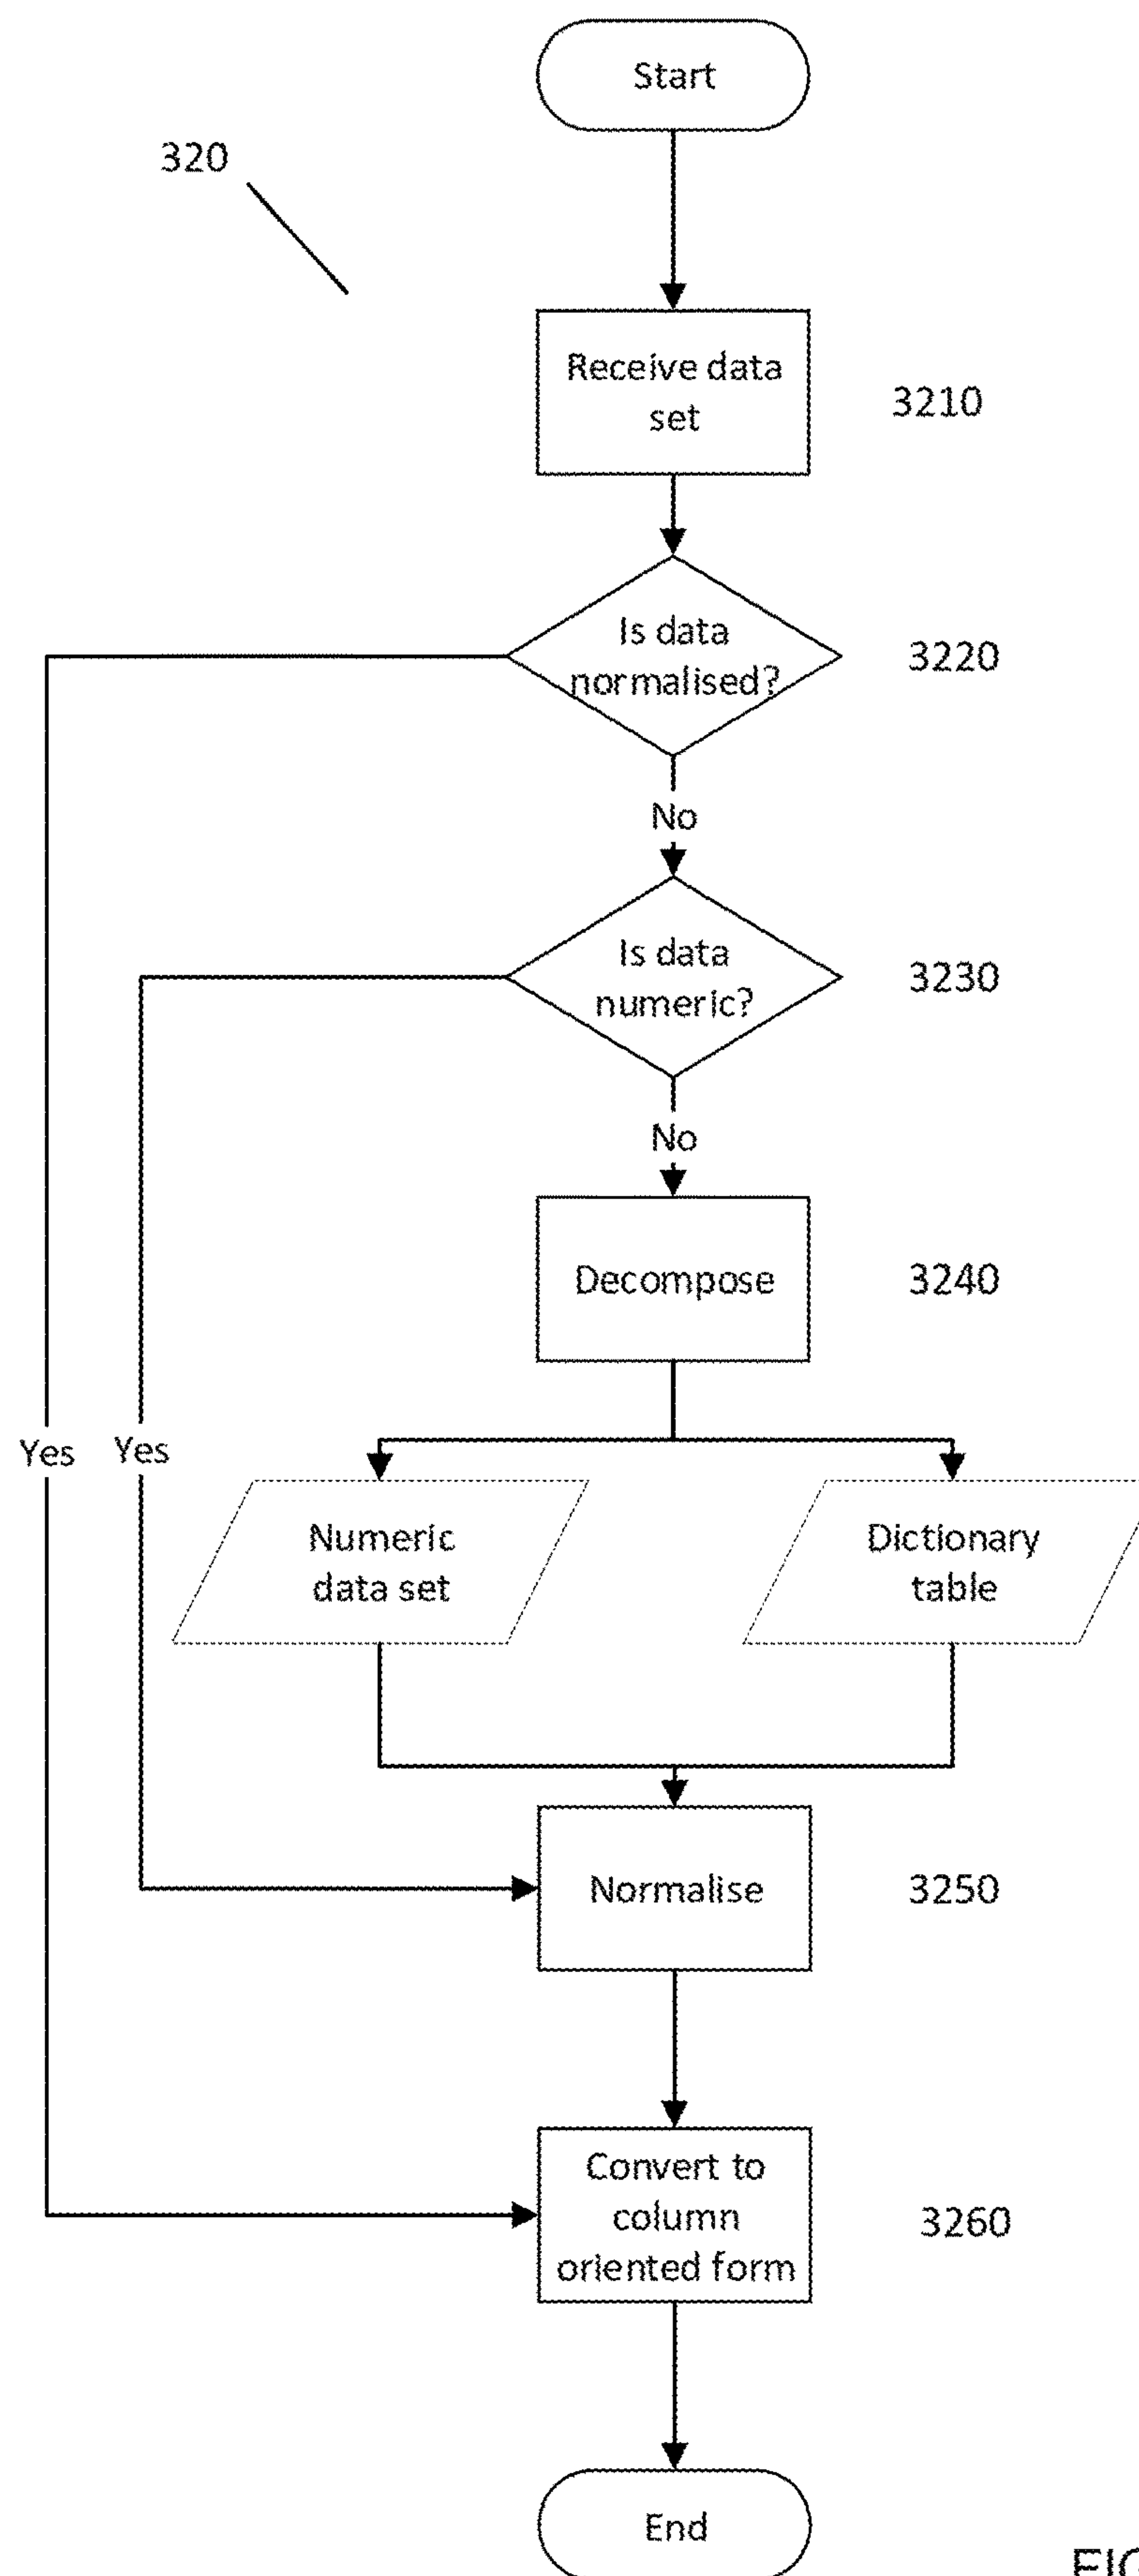 Start
320
Receive data
set
3210
Is data
normalised?
3220
No
Is data
numeric?
3230
No
Decompose
3240
Yes
Yes
Numeric
data set
Dictionary
table
Normalise
3250
Convert to
column
oriented form
3260
End